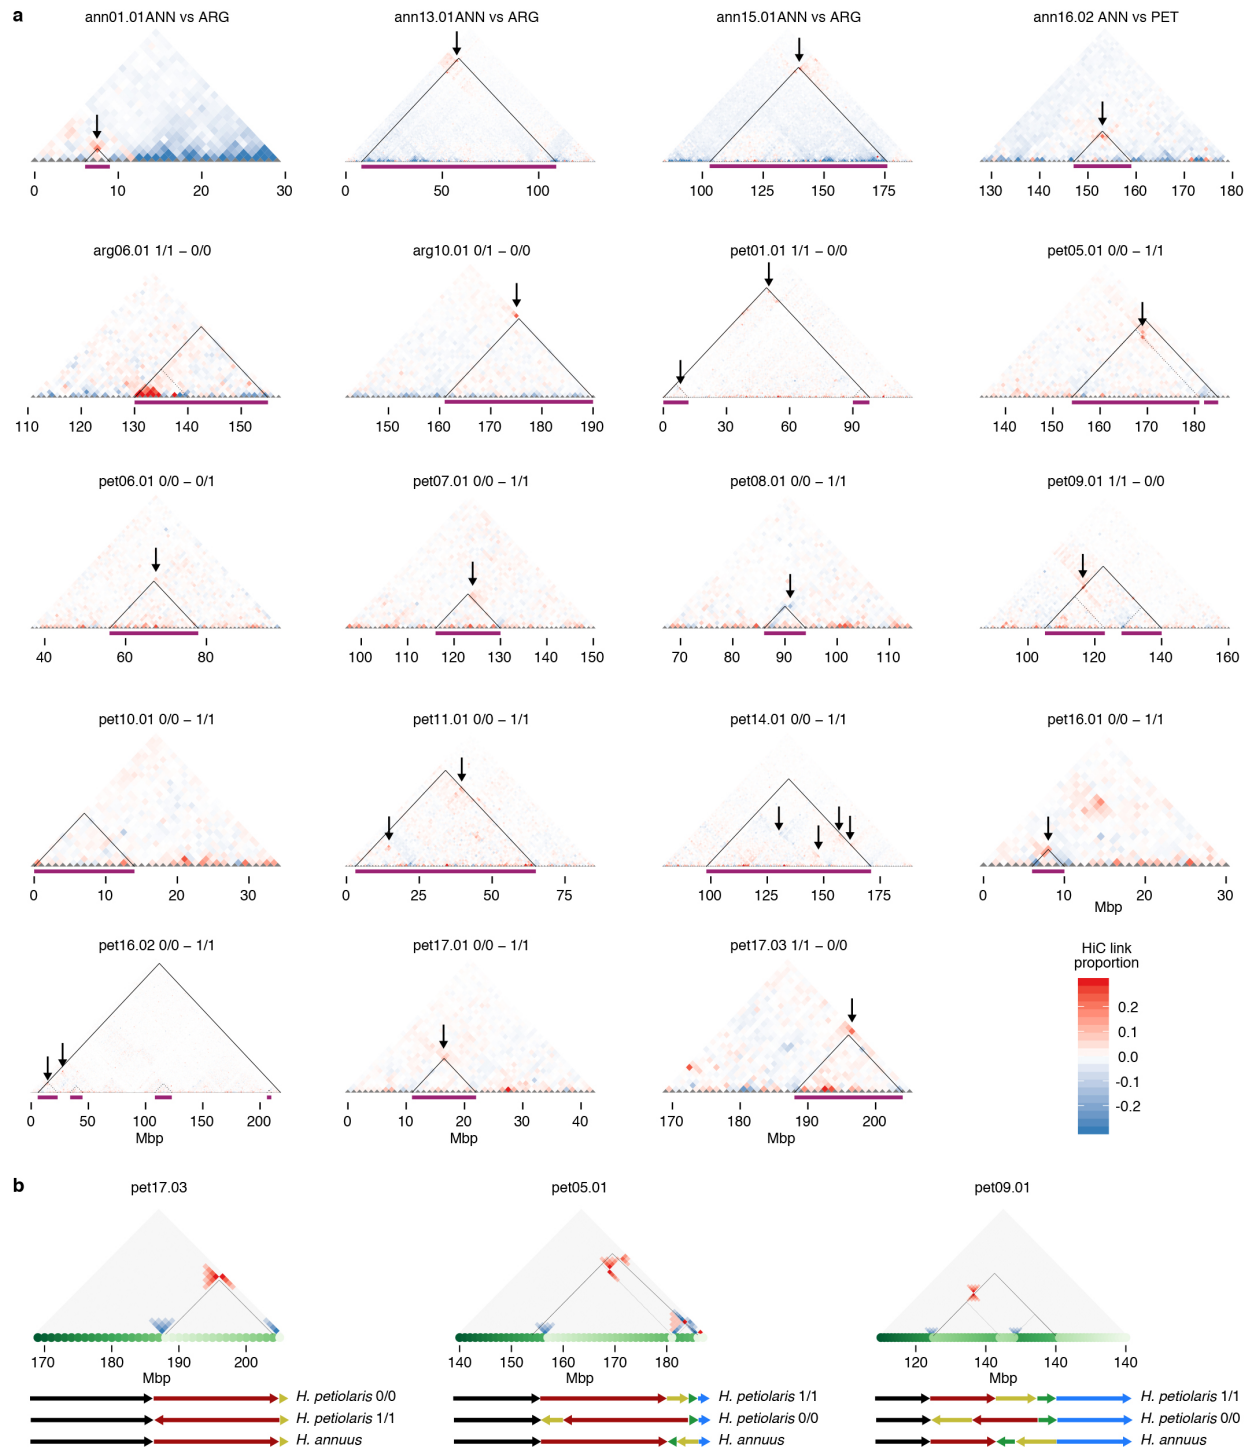 a
ann01.01ANN vs ARG ann13.01ANN vs ARG ann15.01ANN vs ARG ann16.02 ANN vs PET
0 10 20 30 0 50 100 100 125 150 175 130 140 150 160 170 180
arg06.01 1/1 − 0/0 arg10.01 0/1 − 0/0 pet01.01 1/1 − 0/0 pet05.01 0/0 − 1/1
110 120 130 140 150 150 160 170 180 190 0 30 60 90 140 150 160 170 180
pet06.01 0/0 − 0/1 pet07.01 0/0 − 1/1 pet08.01 0/0 − 1/1 pet09.01 1/1 − 0/0
40 60 80 100 110 120 130 140 150 70 80 90 100 110 100 120 140 160
pet10.01 0/0 − 1/1 pet11.01 0/0 − 1/1 pet14.01 0/0 − 1/1 pet16.01 0/0 − 1/1
0 10 20 30 0 25 50 75 100 125 150 175 0 10 20 30
Mbp
pet16.02 0/0 − 1/1 pet17.01 0/0 − 1/1 pet17.03 1/1 − 0/0 HiC link
proportion
0.2
0.1
0.0
-0.1
-0.2
0 50 100 150 200 0 10 20 30 40 170 180 190 200
Mbp Mbp Mbp
b
pet17.03 pet05.01 pet09.01
170 180 190 200 140 150 160 170 180 120 140 140 140
Mbp Mbp Mbp
H. petiolaris 0/0 H. petiolaris 1/1 H. petiolaris 1/1
H. petiolaris 1/1 H. petiolaris 0/0 H. petiolaris 0/0
H. annuus H. annuus H. annuus